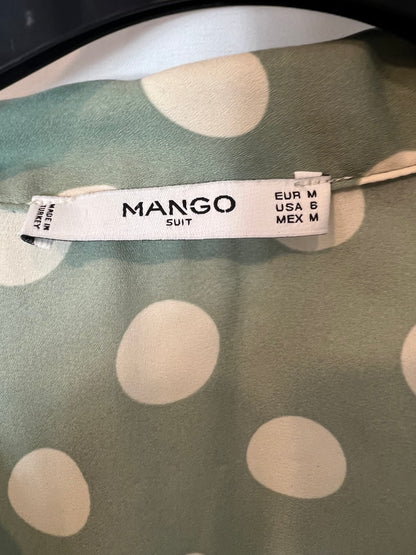 MADE IN
TURKEY
MANGO
SUIT
EUR M
USA 6
MEX M